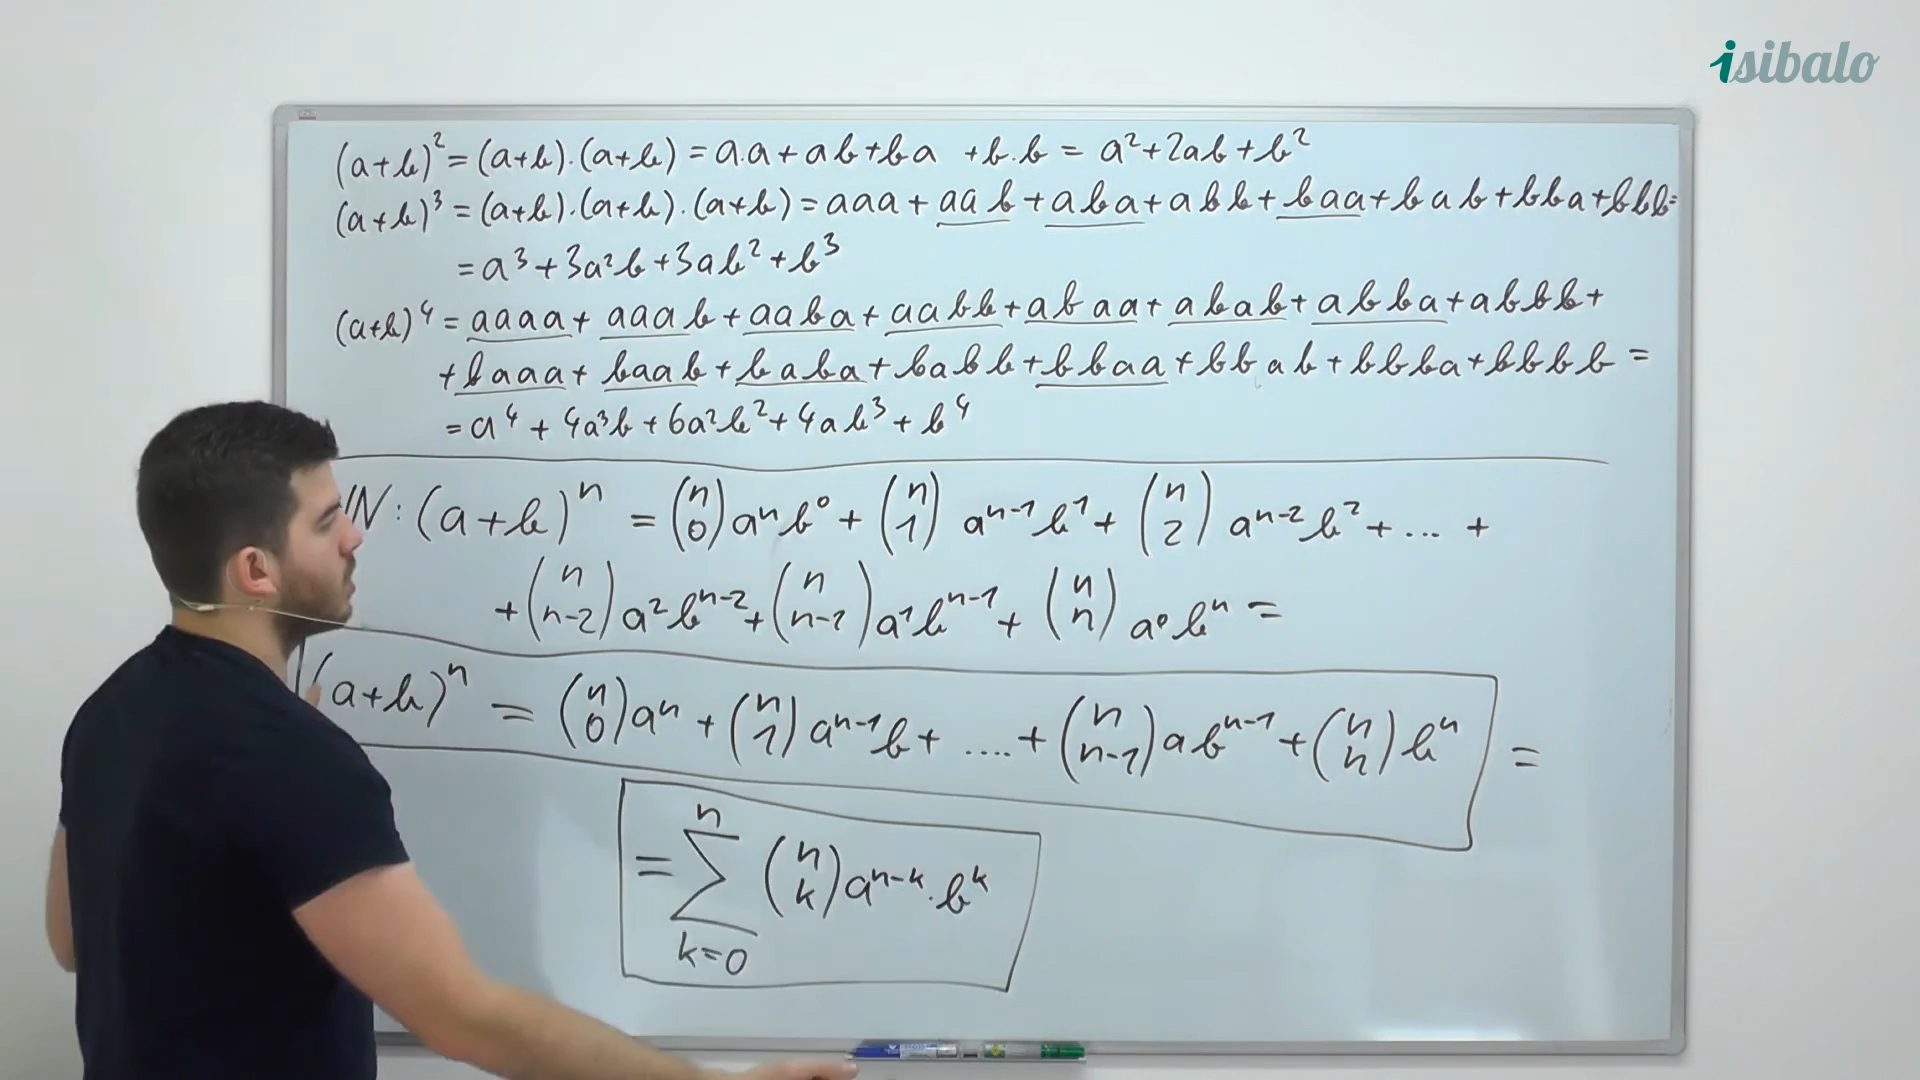 isibalo
(a+b)² = (a+b).(a+b) = a.a + ab + ba + b.b = a² + 2ab + b²
(a+b)³ = (a+b).(a+b).(a+b) = aaa + aab + aba + abb + baa + bab + bba + bbb =
= a³ + 3a²b + 3ab² + b³
(a+b)⁴ = aaaa + aaab + aaba + aabb + abaa + abab + abba + abbb +
+ baaa + baab + baba + babb + bbaa + bbab + bbba + bbbb =
= a⁴ + 4a³b + 6a²b² + 4ab³ + b⁴
N: (a+b)ⁿ = (n 0) aⁿ b⁰ + (n 1) aⁿ⁻¹ b¹ + (n 2) aⁿ⁻² b² + ... +
+ (n n-2) a² bⁿ⁻² + (n n-1) a¹ bⁿ⁻¹ + (n n) a⁰ bⁿ =
(a+b)ⁿ = (n 0) aⁿ + (n 1) aⁿ⁻¹ b + .... + (n n-1) a bⁿ⁻¹ + (n n) bⁿ =
= ∑ₖ₌₀ⁿ (n k) aⁿ⁻ᵏ . bᵏ